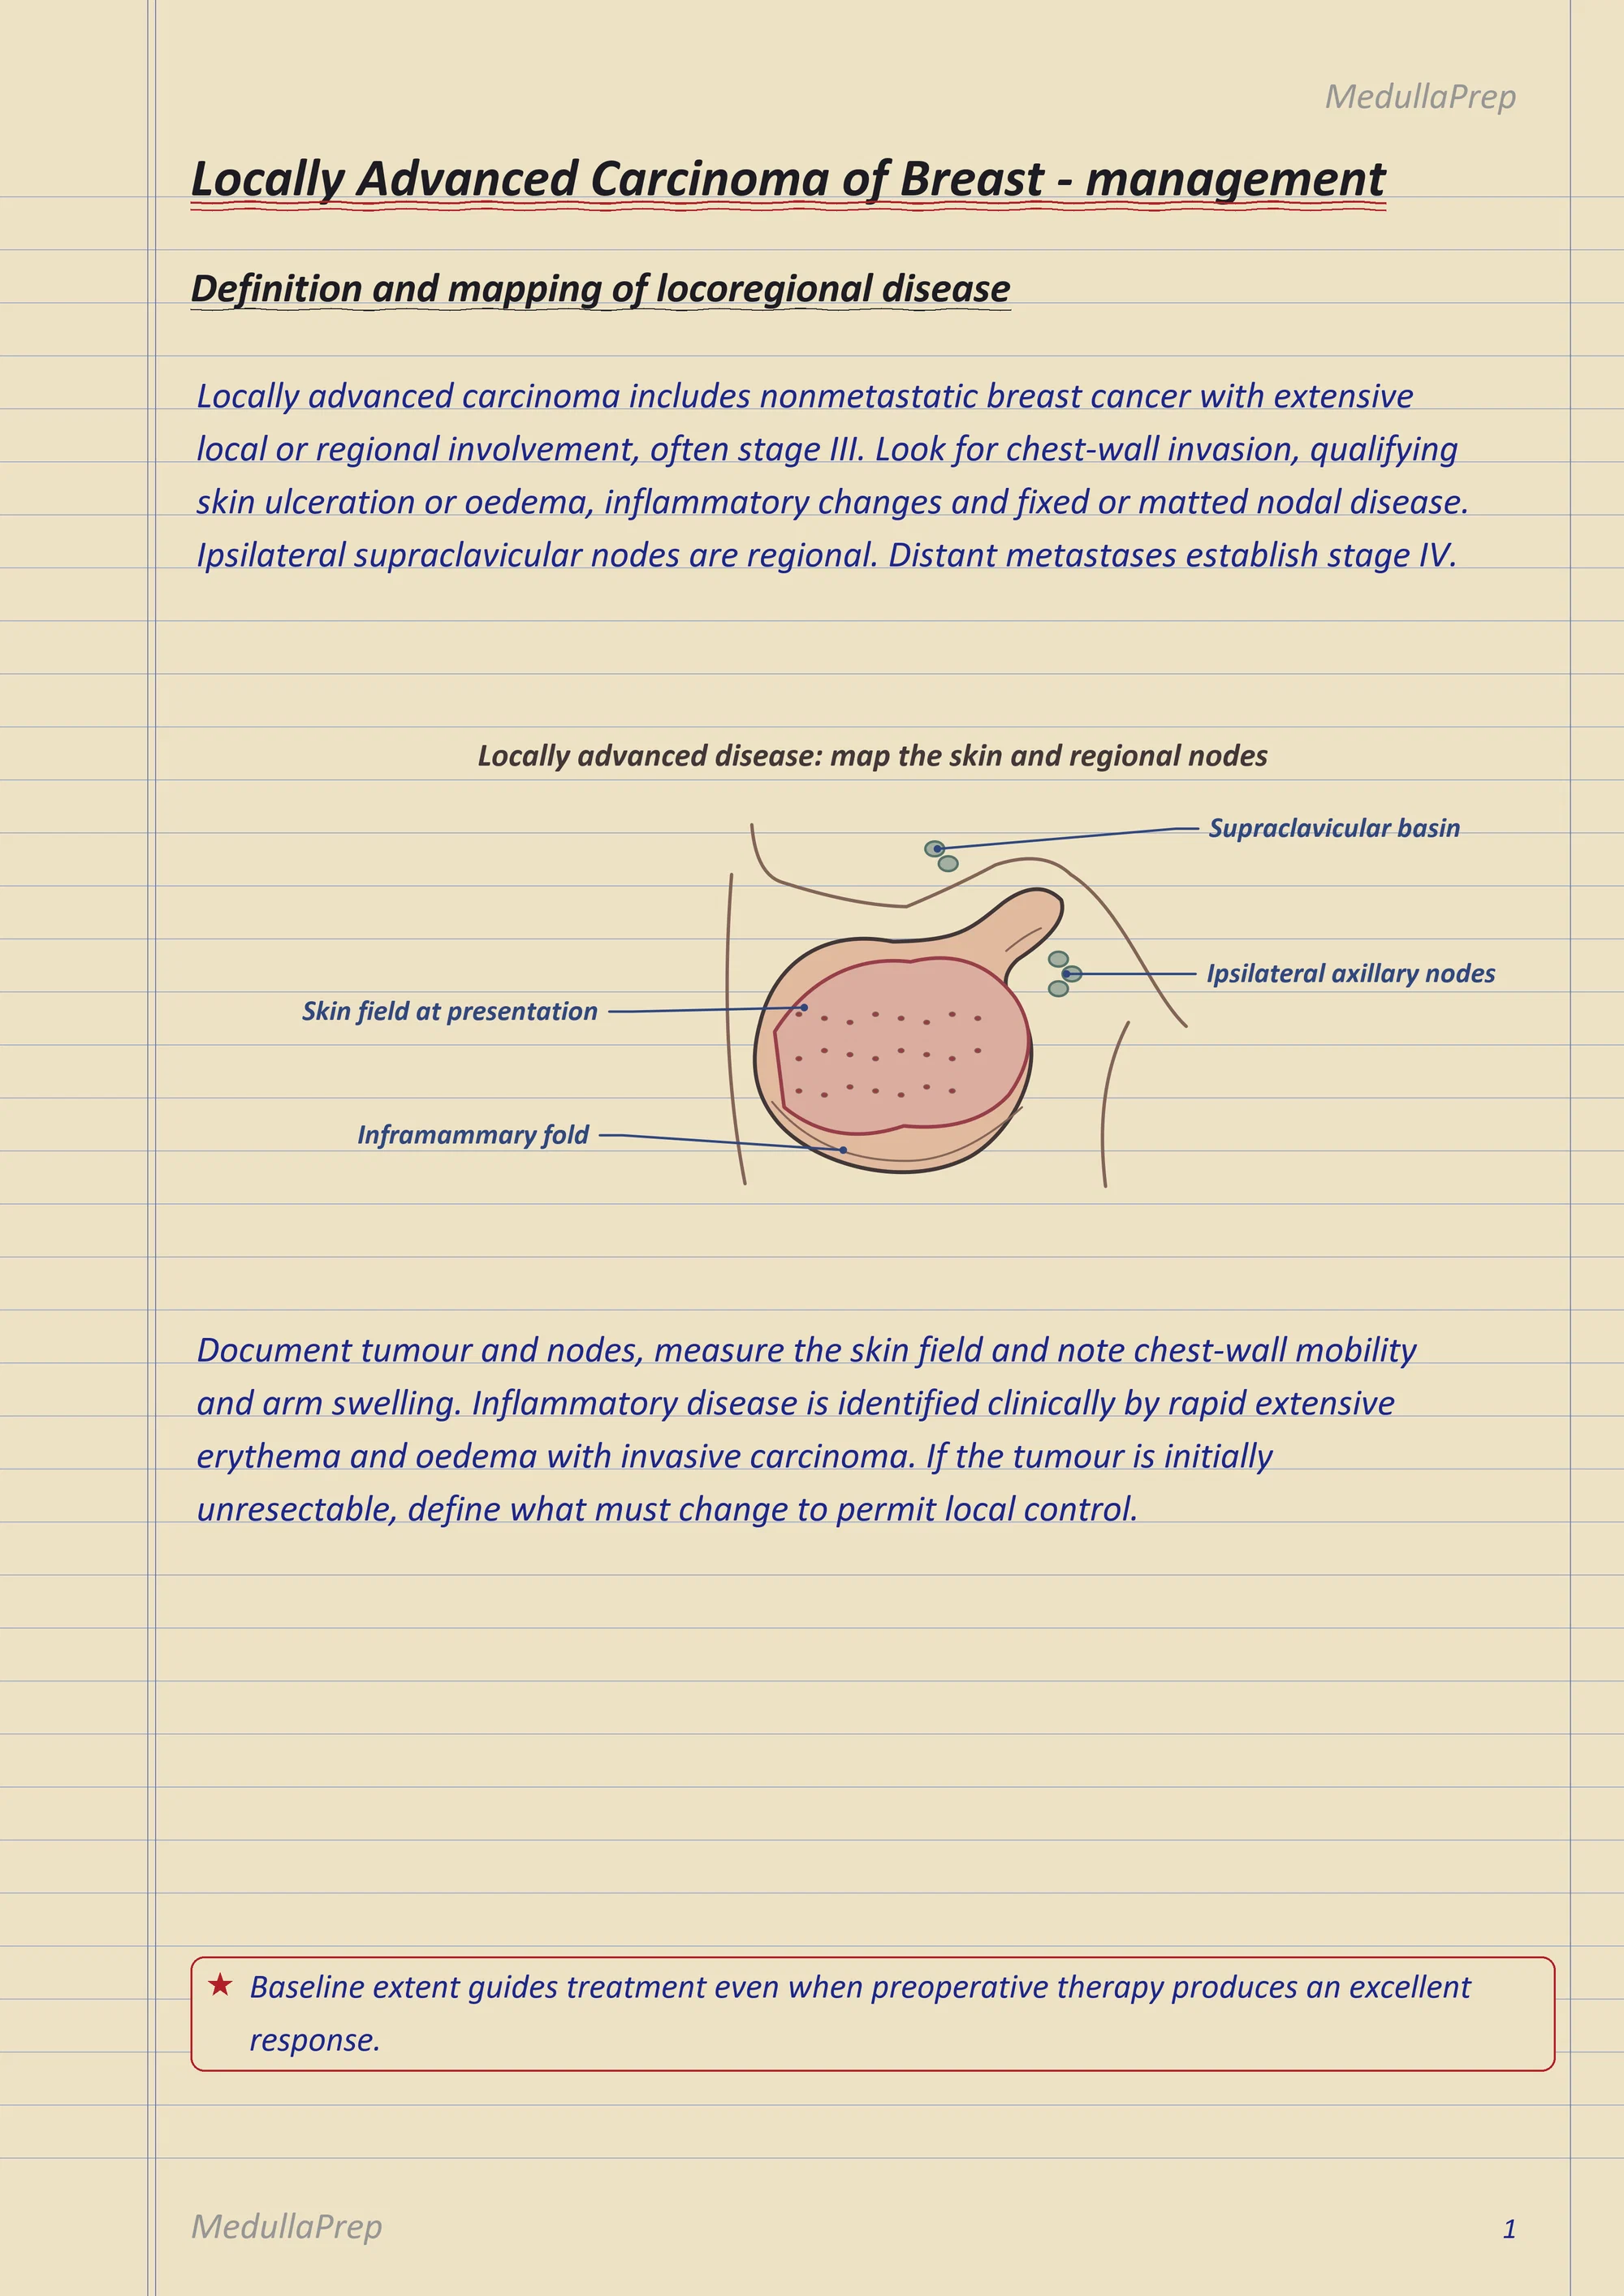 MedullaPrep
Locally Advanced Carcinoma of Breast - management
Definition and mapping of locoregional disease
Locally advanced carcinoma includes nonmetastatic breast cancer with extensive
local or regional involvement, often stage III. Look for chest-wall invasion, qualifying
skin ulceration or oedema, inflammatory changes and fixed or matted nodal disease.
Ipsilateral supraclavicular nodes are regional. Distant metastases establish stage IV.
Locally advanced disease: map the skin and regional nodes
Supraclavicular basin
Ipsilateral axillary nodes
Skin field at presentation
Inframammary fold
Document tumour and nodes, measure the skin field and note chest-wall mobility
and arm swelling. Inflammatory disease is identified clinically by rapid extensive
erythema and oedema with invasive carcinoma. If the tumour is initially
unresectable, define what must change to permit local control.
★ Baseline extent guides treatment even when preoperative therapy produces an excellent
response.
MedullaPrep
1